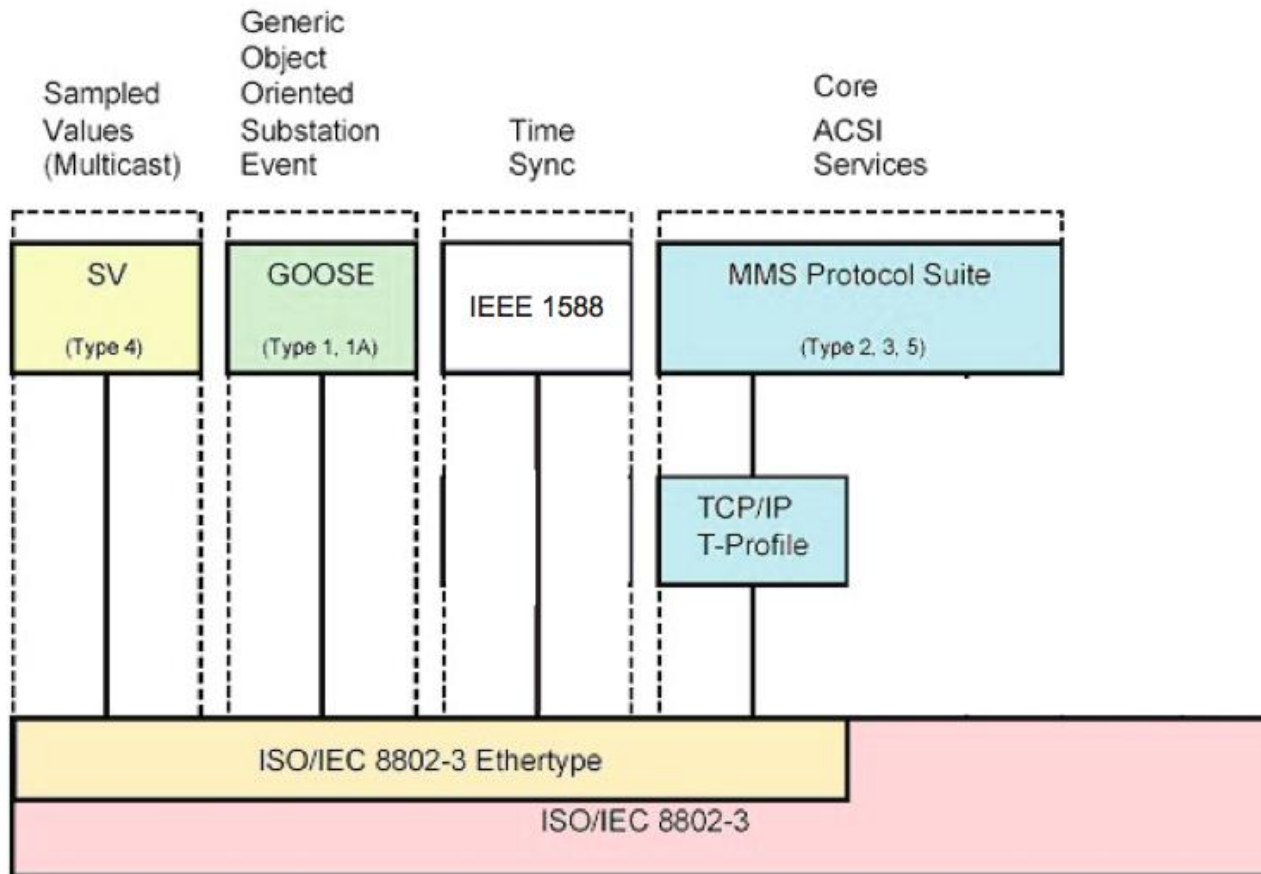 Sampled
Values
(Multicast)
Generic
Object
Oriented
Substation
Event
Time
Sync
Core
ACSI
Services
SV
(Type 4)
GOOSE
(Type 1, 1A)
IEEE 1588
MMS Protocol Suite
(Type 2, 3, 5)
TCP/IP
T-Profile
ISO/IEC 8802-3 Ethertype
ISO/IEC 8802-3